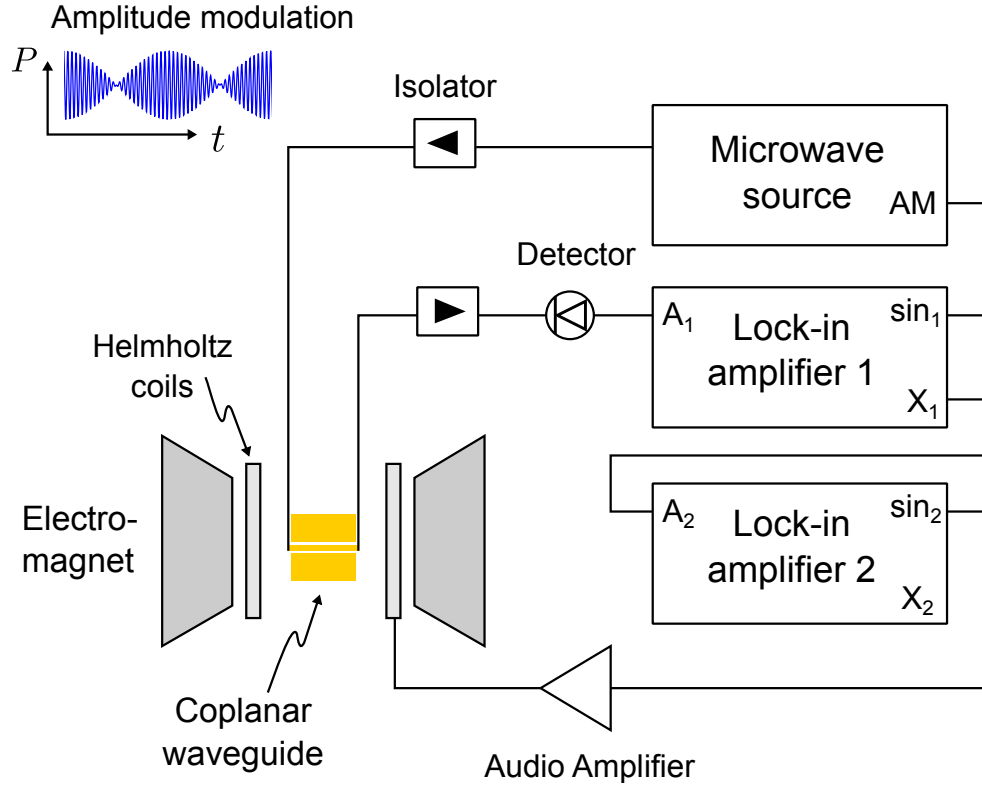 Amplitude modulation
P
t
Isolator
Microwave
source
AM
Detector
A₁
Lock-in
amplifier 1
sin₁
X₁
Helmholtz
coils
Electro-
magnet
A₂
Lock-in
amplifier 2
sin₂
X₂
Coplanar
waveguide
Audio Amplifier